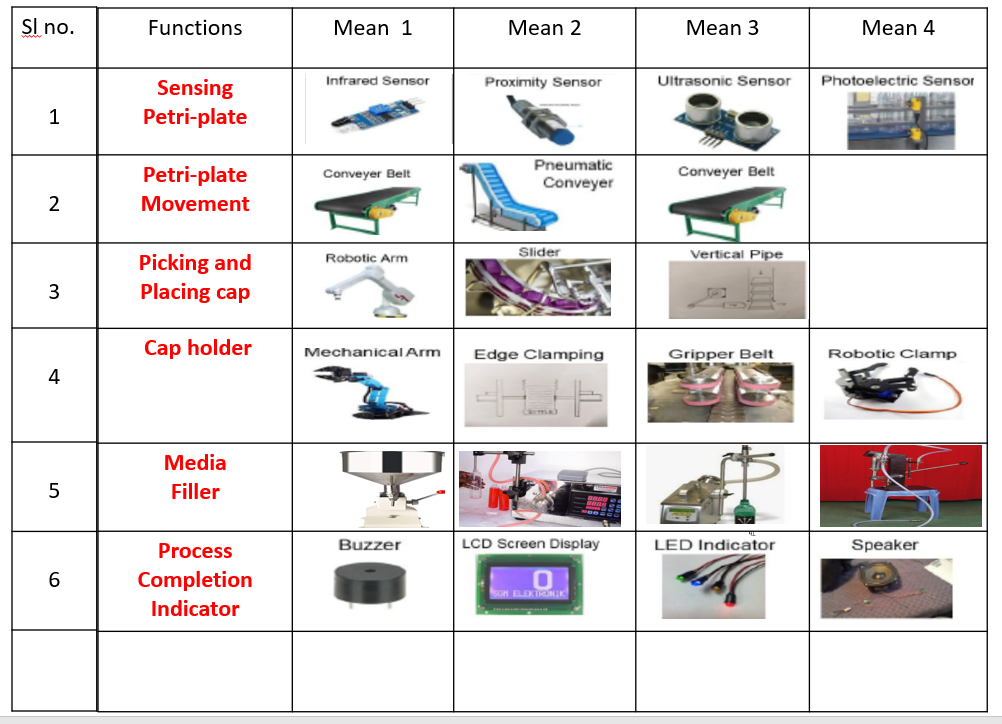 Sl no.
Functions
Mean 1
Mean 2
Mean 3
Mean 4
1
Sensing
Petri-plate
Infrared Sensor
Proximity Sensor
Ultrasonic Sensor
Photoelectric Sensor
2
Petri-plate
Movement
Conveyer Belt
Pneumatic
Conveyer
Conveyer Belt
3
Picking and
Placing cap
Robotic Arm
Slider
Vertical Pipe
4
Cap holder
Mechanical Arm
Edge Clamping
Gripper Belt
Robotic Clamp
5
Media
Filler
6
Process
Completion
Indicator
Buzzer
LCD Screen Display
0
SGM ELEKTRONIK
LED Indicator
Speaker